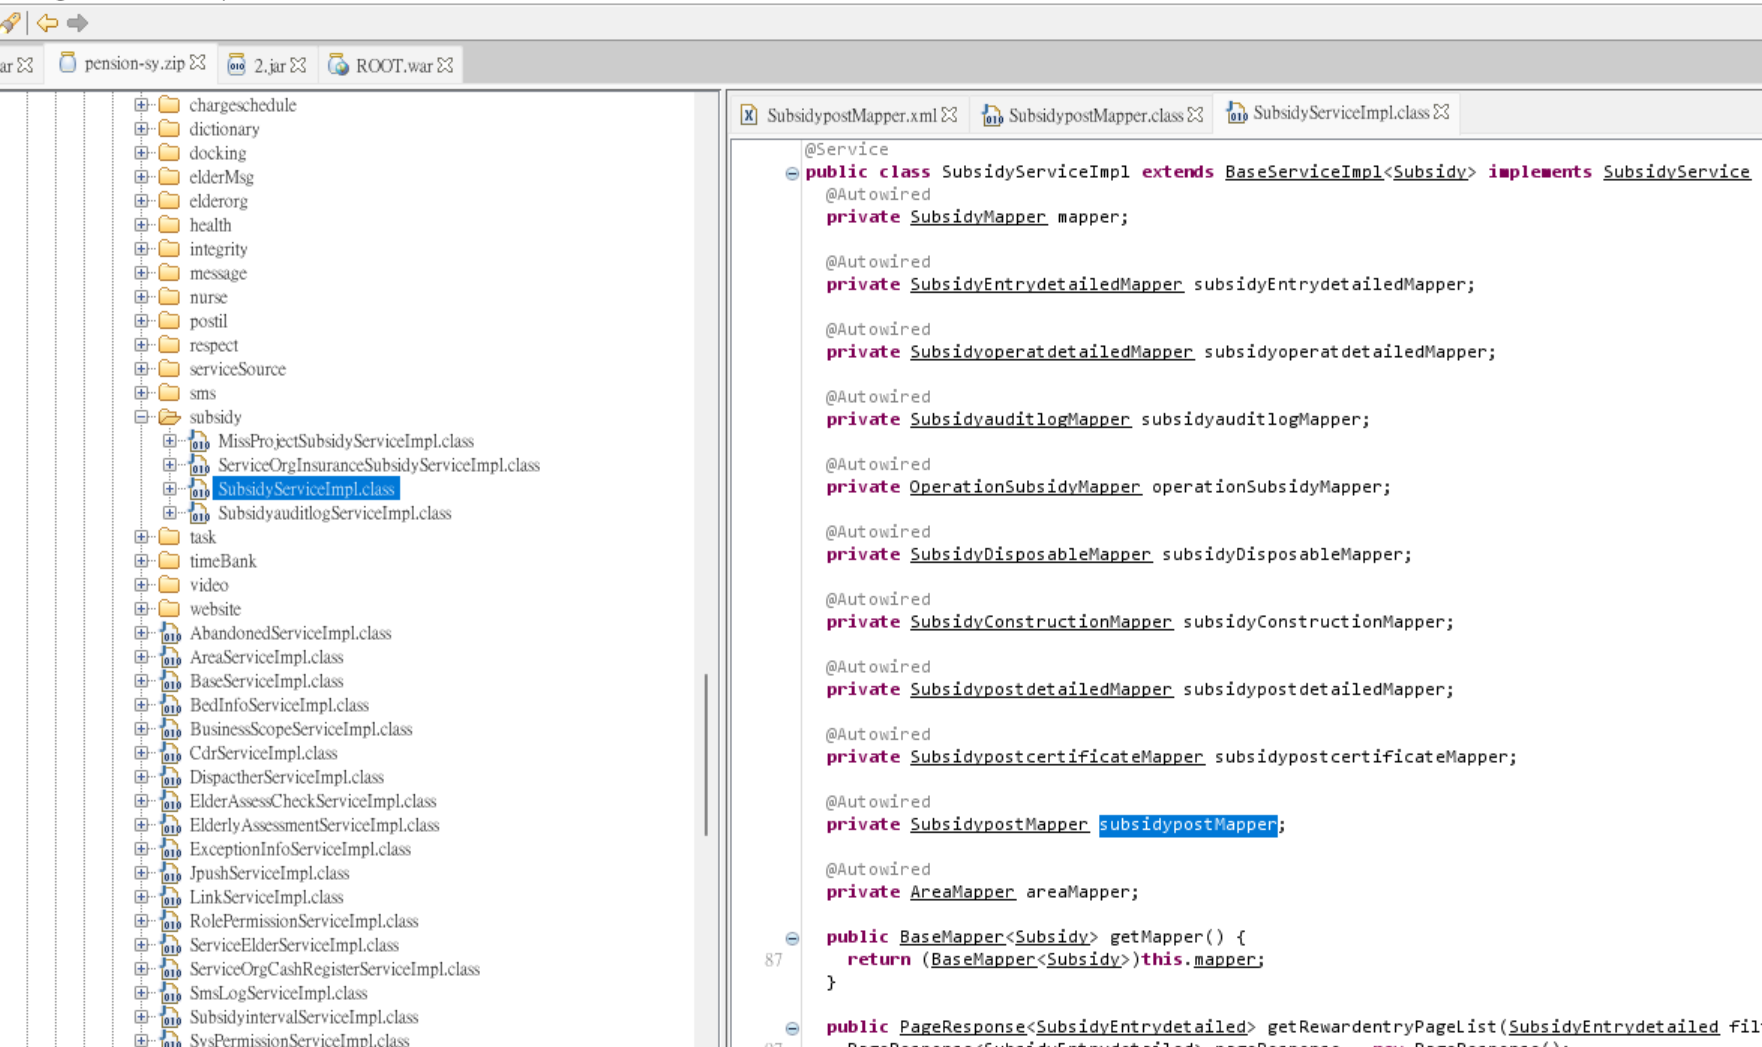 ar
pension-sy.zip
2.jar
ROOT.war
chargeschedule
dictionary
docking
elderMsg
elderorg
health
integrity
message
nurse
postil
respect
serviceSource
sms
subsidy
MissProjectSubsidyServiceImpl.class
ServiceOrgInsuranceSubsidyServiceImpl.class
SubsidyServiceImpl.class
SubsidyauditlogServiceImpl.class
task
timeBank
video
website
AbandonedServiceImpl.class
AreaServiceImpl.class
BaseServiceImpl.class
BedInfoServiceImpl.class
BusinessScopeServiceImpl.class
CdrServiceImpl.class
DispactherServiceImpl.class
ElderAssessCheckServiceImpl.class
ElderlyAssessmentServiceImpl.class
ExceptionInfoServiceImpl.class
JpushServiceImpl.class
LinkServiceImpl.class
RolePermissionServiceImpl.class
ServiceElderServiceImpl.class
ServiceOrgCashRegisterServiceImpl.class
SmsLogServiceImpl.class
SubsidyintervalServiceImpl.class
SysPermissionServiceImpl.class
SubsidypostMapper.xml
SubsidypostMapper.class
SubsidyServiceImpl.class
@Service
public class SubsidyServiceImpl extends BaseServiceImpl<Subsidy> implements SubsidyService
@Autowired
private SubsidyMapper mapper;
@Autowired
private SubsidyEntrydetailedMapper subsidyEntrydetailedMapper;
@Autowired
private SubsidyoperatdetailedMapper subsidyoperatdetailedMapper;
@Autowired
private SubsidyauditlogMapper subsidyauditlogMapper;
@Autowired
private OperationSubsidyMapper operationSubsidyMapper;
@Autowired
private SubsidyDisposableMapper subsidyDisposableMapper;
@Autowired
private SubsidyConstructionMapper subsidyConstructionMapper;
@Autowired
private SubsidypostdetailedMapper subsidypostdetailedMapper;
@Autowired
private SubsidypostcertificateMapper subsidypostcertificateMapper;
@Autowired
private SubsidypostMapper subsidypostMapper;
@Autowired
private AreaMapper areaMapper;
public BaseMapper<Subsidy> getMapper() {
87 return (BaseMapper<Subsidy>)this.mapper;
}
public PageResponse<SubsidyEntrydetailed> getRewardentryPageList(SubsidyEntrydetailed fil
PageResponse<SubsidyEntrydetailed> pageResponse = new PageResponse();